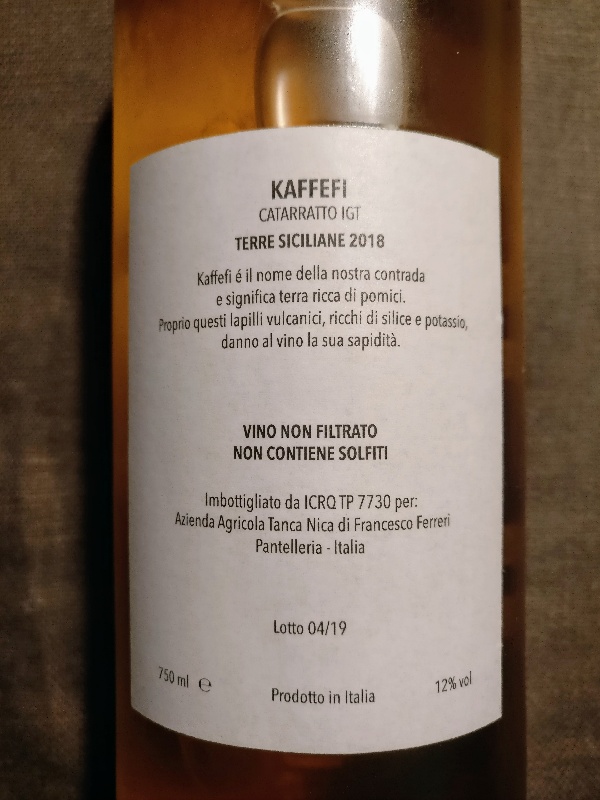 KAFFEFI
CATARRATTO IGT
TERRE SICILIANE 2018
Kaffefi é il nome della nostra contrada
e significa terra ricca di pomici.
Proprio questi lapilli vulcanici, ricchi di silice e potassio,
danno al vino la sua sapidità.
VINO NON FILTRATO
NON CONTIENE SOLFITI
Imbottigliato da ICRQ TP 7730 per:
Azienda Agricola Tanca Nica di Francesco Ferreri
Pantelleria - Italia
Lotto 04/19
750 ml ℮
Prodotto in Italia
12% vol